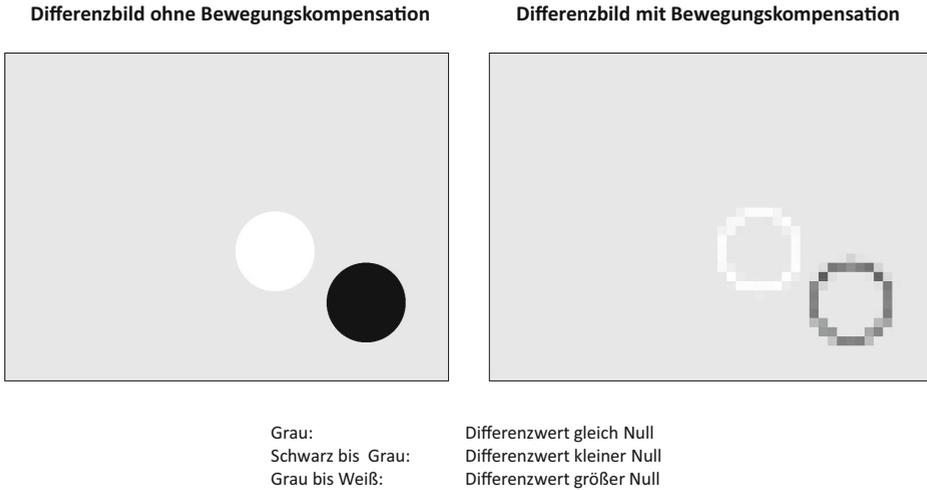 Differenzbild ohne Bewegungskompensation
Differenzbild mit Bewegungskompensation
Grau: Differenzwert gleich Null
Schwarz bis Grau: Differenzwert kleiner Null
Grau bis Weiß: Differenzwert größer Null